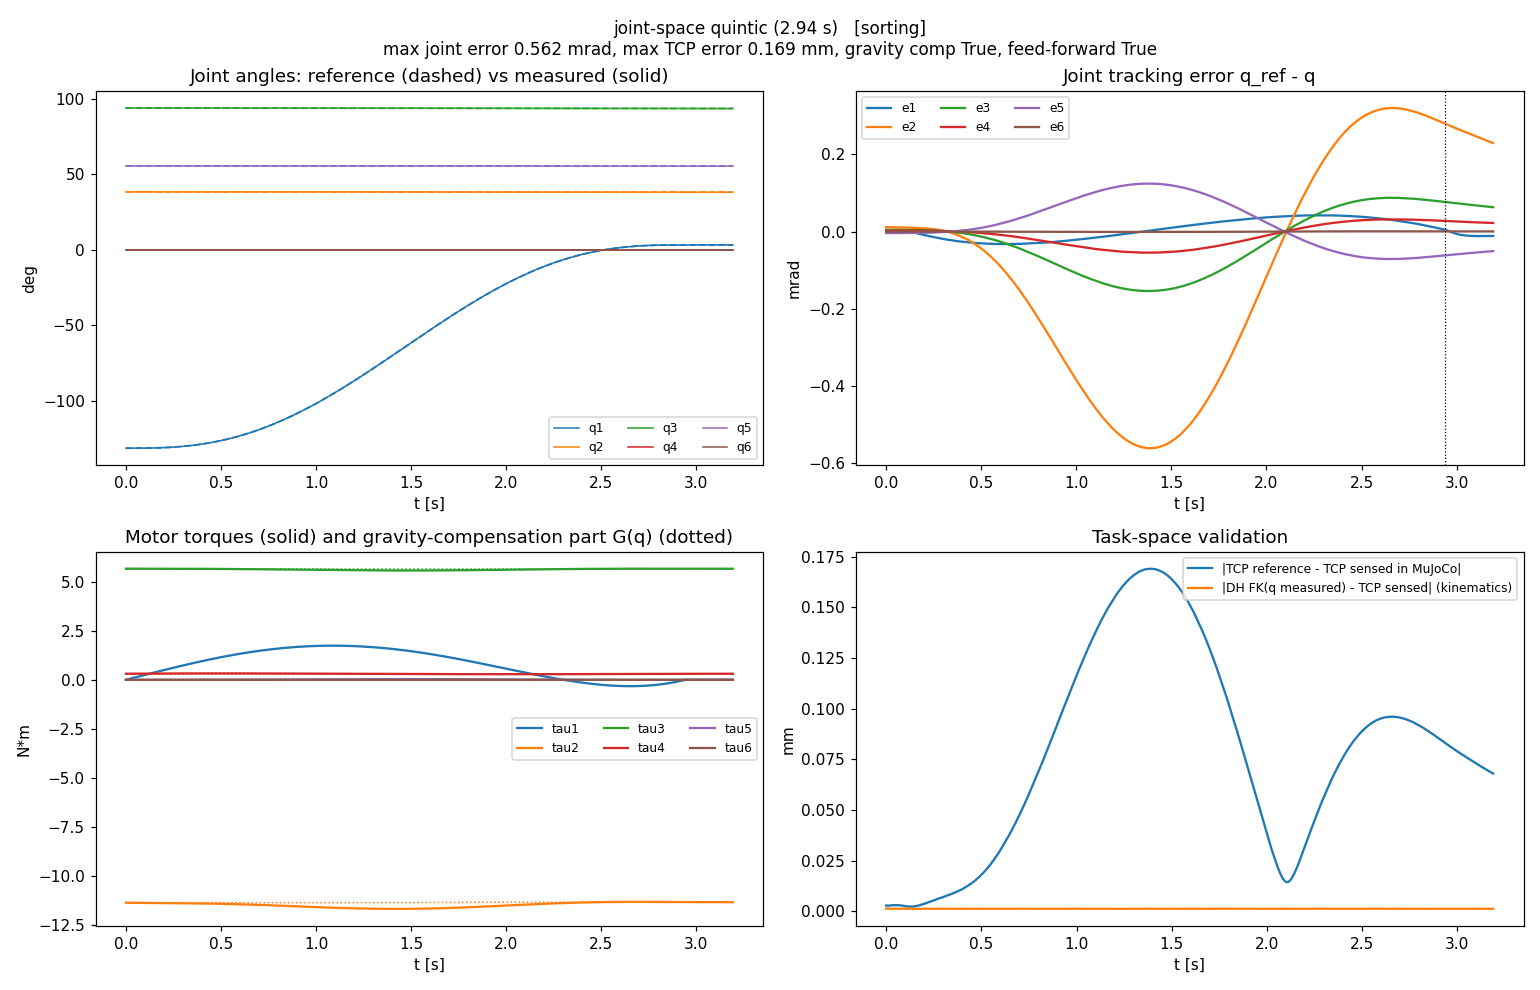 joint-space quintic (2.94 s)   [sorting]
max joint error 0.562 mrad, max TCP error 0.169 mm, gravity comp True, feed-forward True
Joint angles: reference (dashed) vs measured (solid)
100
50
0
−50
−100
deg
q1 q3 q5
q2 q4 q6
0.0 0.5 1.0 1.5 2.0 2.5 3.0
t [s]
Joint tracking error q_ref - q
e1 e3 e5
e2 e4 e6
0.2
0.0
−0.2
−0.4
−0.6
mrad
0.0 0.5 1.0 1.5 2.0 2.5 3.0
t [s]
Motor torques (solid) and gravity-compensation part G(q) (dotted)
5.0
2.5
0.0
−2.5
−5.0
−7.5
−10.0
−12.5
N*m
tau1 tau3 tau5
tau2 tau4 tau6
0.0 0.5 1.0 1.5 2.0 2.5 3.0
t [s]
Task-space validation
|TCP reference - TCP sensed in MuJoCo|
|DH FK(q measured) - TCP sensed| (kinematics)
0.175
0.150
0.125
0.100
0.075
0.050
0.025
0.000
mm
0.0 0.5 1.0 1.5 2.0 2.5 3.0
t [s]